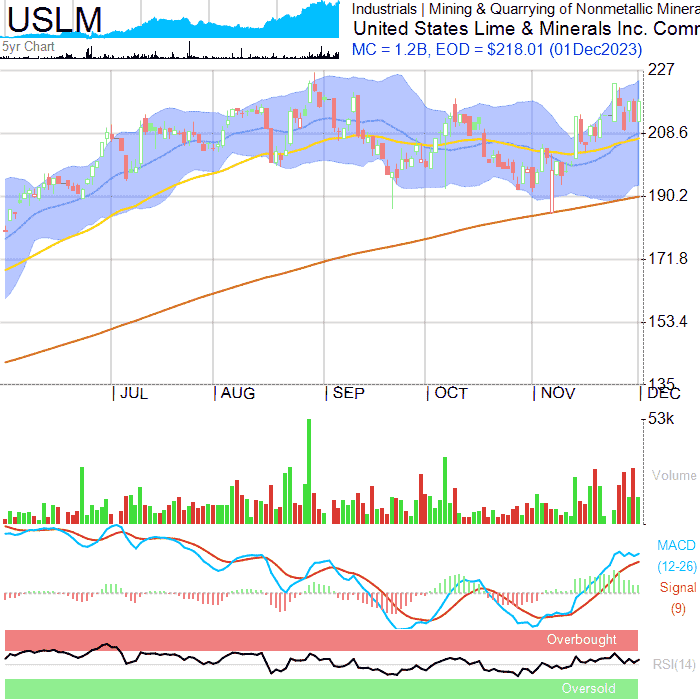 USLM
Industrials | Mining & Quarrying of Nonmetallic Minera
United States Lime & Minerals Inc. Comm
MC = 1.2B, EOD = $218.01 (01Dec2023)
5yr Chart
227
208.6
190.2
171.8
153.4
135
| JUL | AUG | SEP | OCT | NOV | DEC
53k
Volume
MACD
(12-26)
Signal
(9)
Overbought
RSI(14)
Oversold